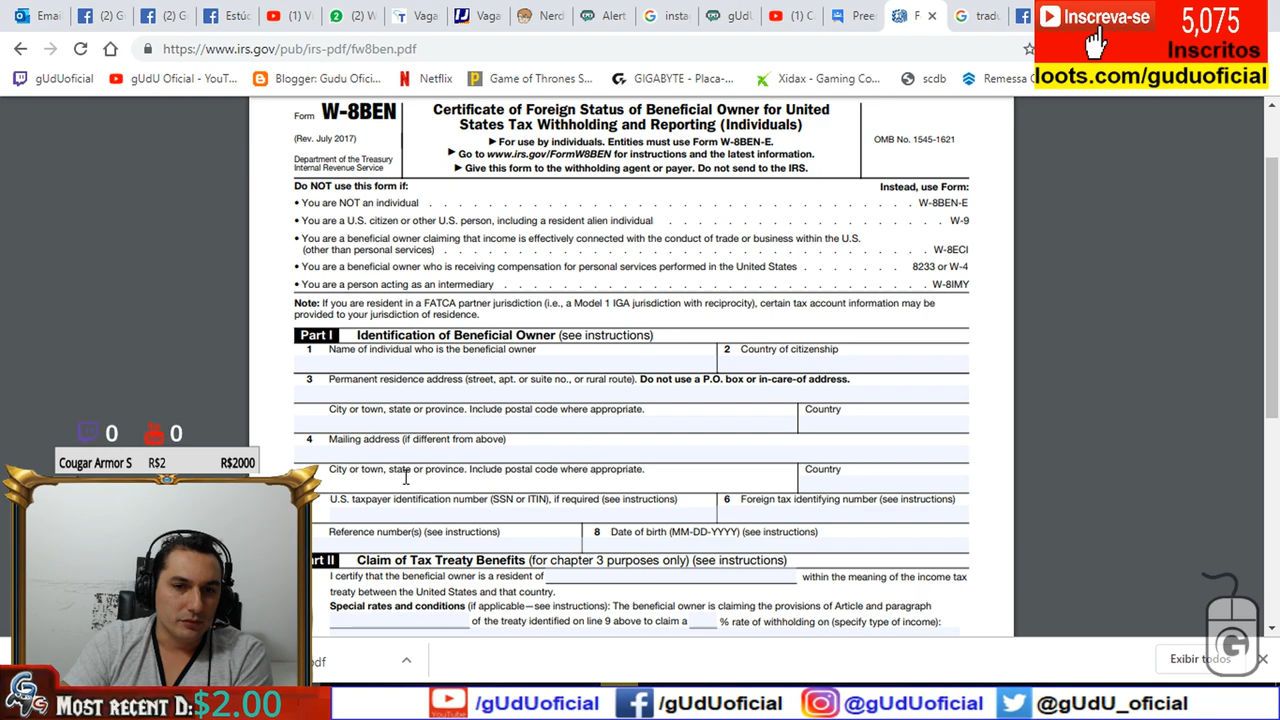 Emai
(2) G
(2) G
Estú
(1) V
(2) W
Vaga
Vaga
Nerc
Alert
insta
gUdU
(1) C
Pree
F
tradu
Inscreva-se
5,075
Inscritos
https://www.irs.gov/pub/irs-pdf/fw8ben.pdf
loots.com/guduoficial
gUdUoficial
gUdU Oficial - YouT...
Blogger: Gudu Ofici...
Netflix
Game of Thrones S...
GIGABYTE - Placa-...
Xidax - Gaming Co...
scdb
Remessa
Form W-8BEN
(Rev. July 2017)
Department of the Treasury
Internal Revenue Service
Certificate of Foreign Status of Beneficial Owner for United
States Tax Withholding and Reporting (Individuals)
► For use by individuals. Entities must use Form W-8BEN-E.
► Go to www.irs.gov/FormW8BEN for instructions and the latest information.
► Give this form to the withholding agent or payer. Do not send to the IRS.
OMB No. 1545-1621
Do NOT use this form if: Instead, use Form:
• You are NOT an individual . . . W-8BEN-E
• You are a U.S. citizen or other U.S. person, including a resident alien individual . . . W-9
• You are a beneficial owner claiming that income is effectively connected with the conduct of trade or business within the U.S.
(other than personal services) . . . W-8ECI
• You are a beneficial owner who is receiving compensation for personal services performed in the United States . . . 8233 or W-4
• You are a person acting as an intermediary . . . W-8IMY
Note: If you are resident in a FATCA partner jurisdiction (i.e., a Model 1 IGA jurisdiction with reciprocity), certain tax account information may be
provided to your jurisdiction of residence.
Part I Identification of Beneficial Owner (see instructions)
1 Name of individual who is the beneficial owner
2 Country of citizenship
3 Permanent residence address (street, apt. or suite no., or rural route). Do not use a P.O. box or in-care-of address.
City or town, state or province. Include postal code where appropriate.
Country
4 Mailing address (if different from above)
City or town, state or province. Include postal code where appropriate.
Country
U.S. taxpayer identification number (SSN or ITIN), if required (see instructions)
6 Foreign tax identifying number (see instructions)
Reference number(s) (see instructions)
8 Date of birth (MM-DD-YYYY) (see instructions)
rt II Claim of Tax Treaty Benefits (for chapter 3 purposes only) (see instructions)
I certify that the beneficial owner is a resident of within the meaning of the income tax
treaty between the United States and that country.
Special rates and conditions (if applicable—see instructions): The beneficial owner is claiming the provisions of Article and paragraph
of the treaty identified on line 9 above to claim a % rate of withholding on (specify type of income):
0
0
Cougar Armor S R$2 R$2000
pdf
Exibir todos
G
MOST RECENT D: $2.00
YouTube
/gUdUoficial
/gUdUoficial
@gUdUoficial
@gUdU_oficial